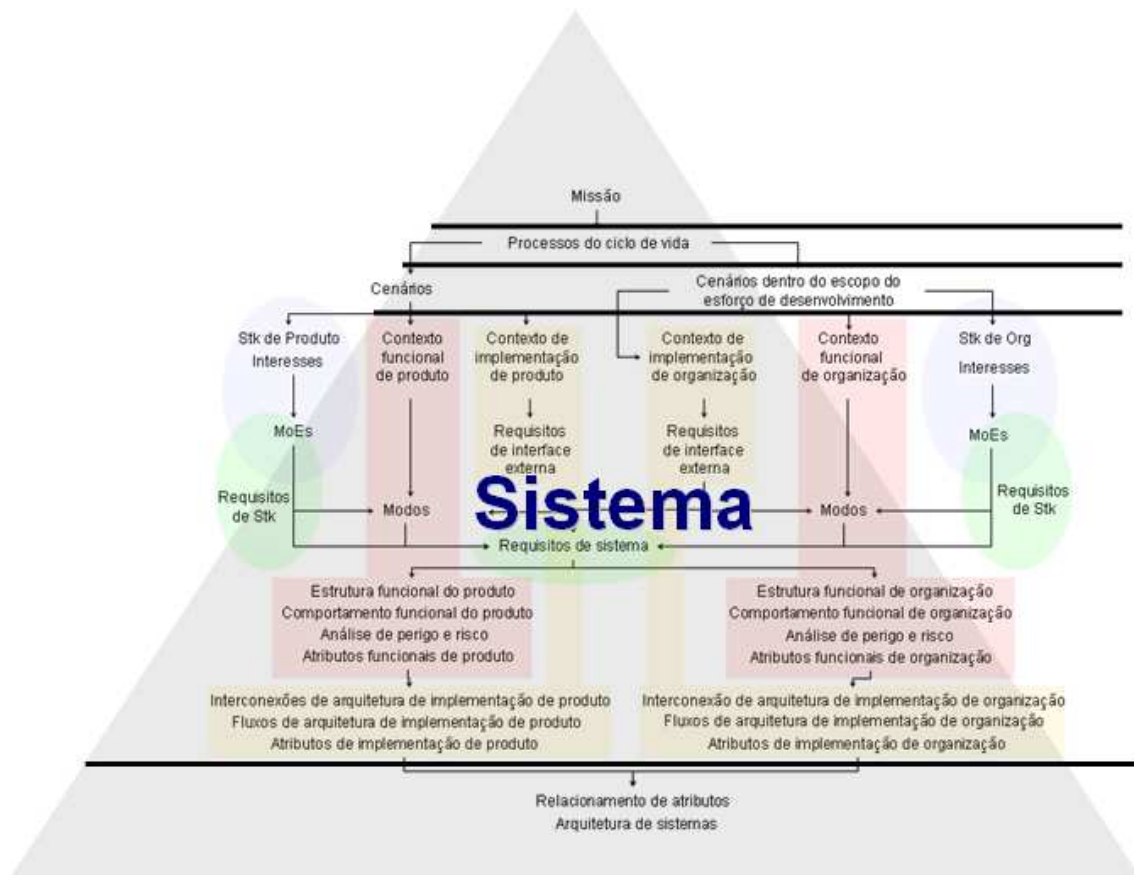 Missão
Processos do ciclo de vida
Cenários
Cenários dentro do escopo do
esforço de desenvolvimento
Stk de Produto
Interesses
Contexto
funcional
de produto
Contexto de
implementação
de produto
Contexto de
implementação
de organização
Contexto
funcional
de organização
Stk de Org
Interesses
MoEs
Requisitos
de interface
externa
Requisitos
de interface
externa
MoEs
Requisitos
de Stk
Modos
Sistema
Modos
Requisitos
de Stk
Requisitos de sistema
Estrutura funcional do produto
Comportamento funcional do produto
Análise de perigo e risco
Atributos funcionais de produto
Estrutura funcional de organização
Comportamento funcional de organização
Análise de perigo e risco
Atributos funcionais de organização
Interconexões de arquitetura de implementação de produto
Fluxos de arquitetura de implementação de produto
Atributos de implementação de produto
Interconexão de arquitetura de implementação de organização
Fluxos de arquitetura de implementação de organização
Atributos de implementação de organização
Relacionamento de atributos
Arquitetura de sistemas